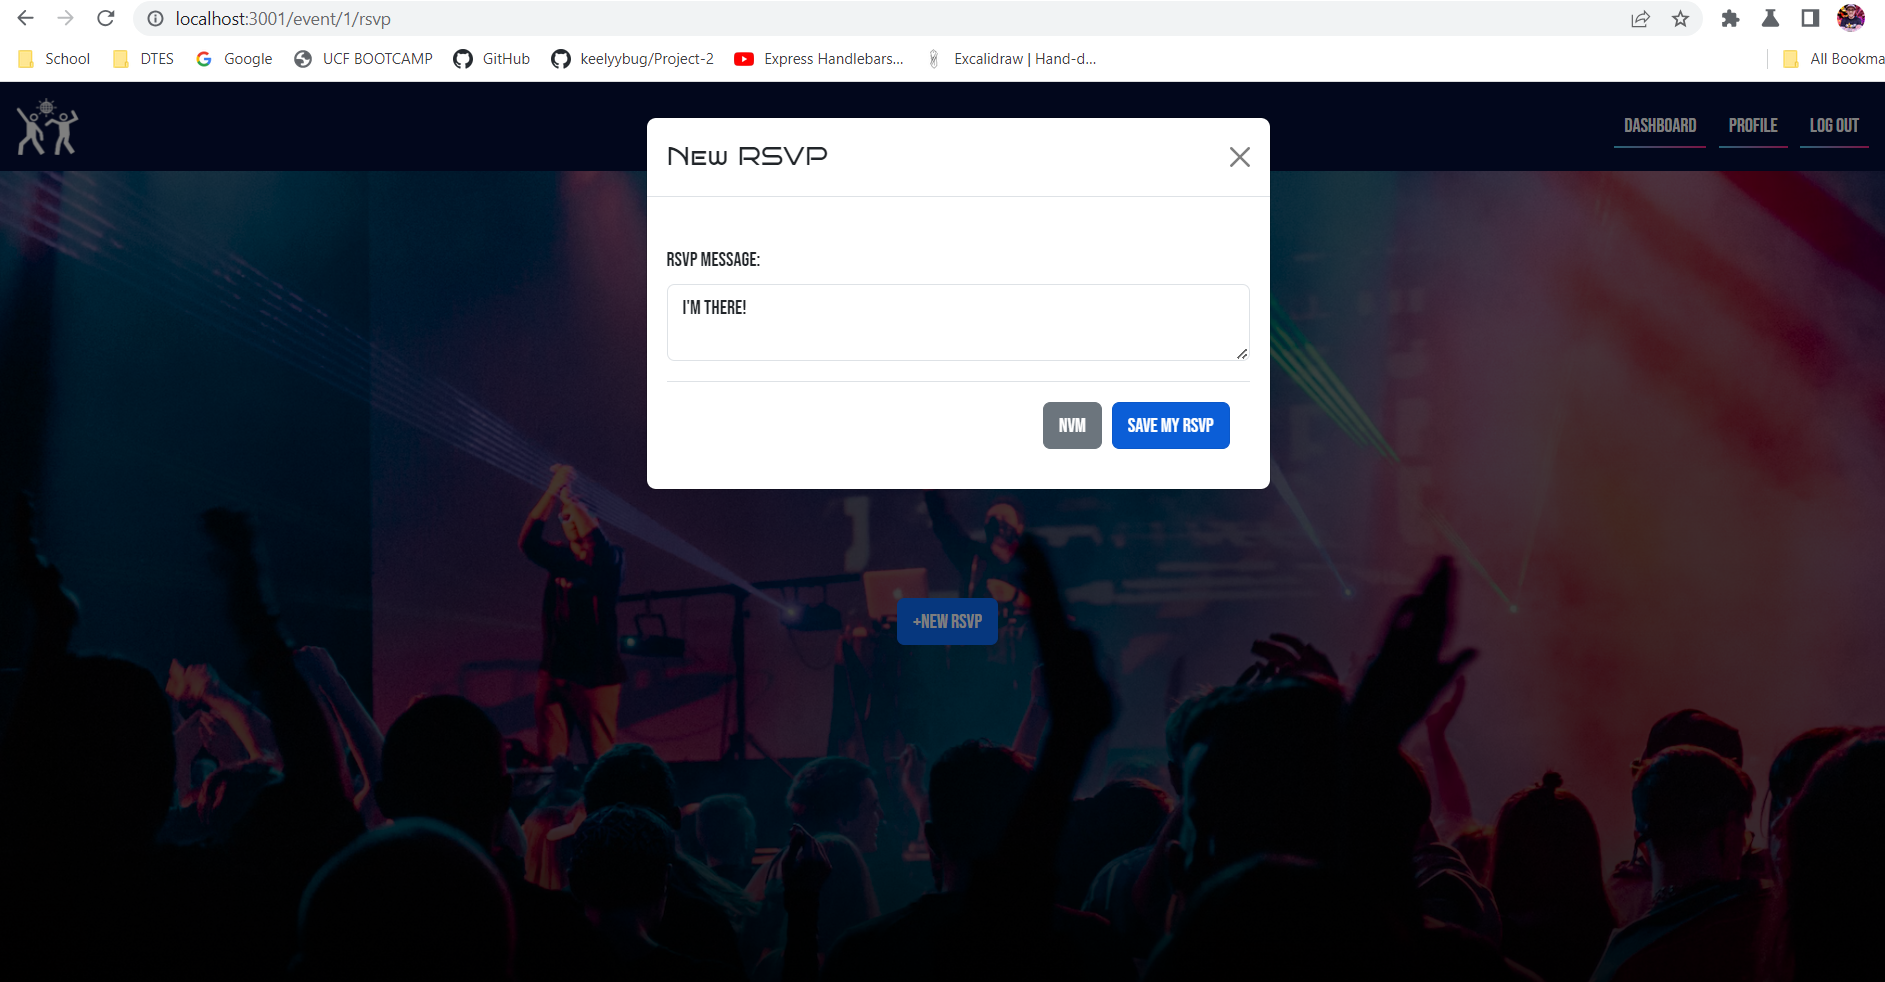 localhost:3001/event/1/rsvp
School DTES Google UCF BOOTCAMP GitHub keelyybug/Project-2 Express Handlebars... Excalidraw | Hand-d... All Bookma
DASHBOARD PROFILE LOG OUT
New RSVP
RSVP MESSAGE:
I'M THERE!
NVM SAVE MY RSVP
+NEW RSVP